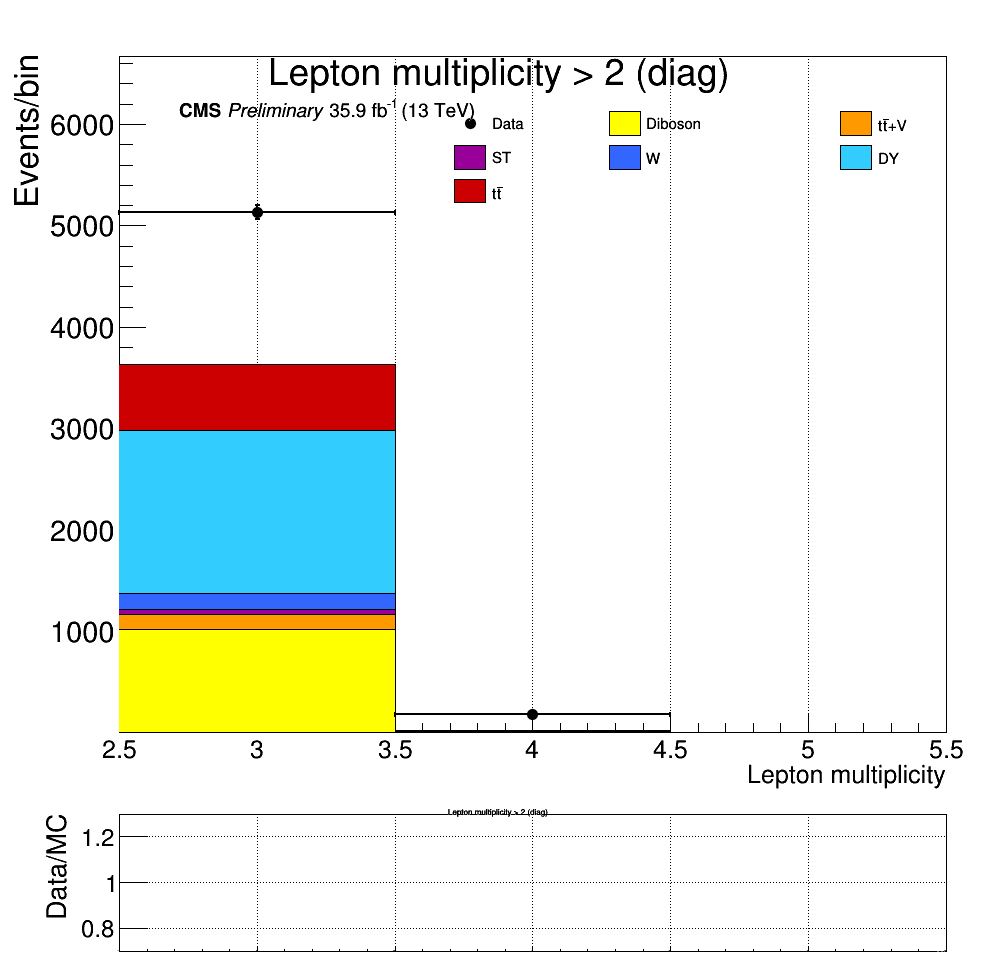 Lepton multiplicity > 2 (diag)
CMS Preliminary 35.9 fb⁻¹ (13 TeV)
Data
Diboson
tt̄+V
ST
W
DY
tt̄
Events/bin
6000
5000
4000
3000
2000
1000
2.5 3 3.5 4 4.5 5 5.5
Lepton multiplicity
Lepton multiplicity > 2 (diag)
Data/MC
1.2
1
0.8